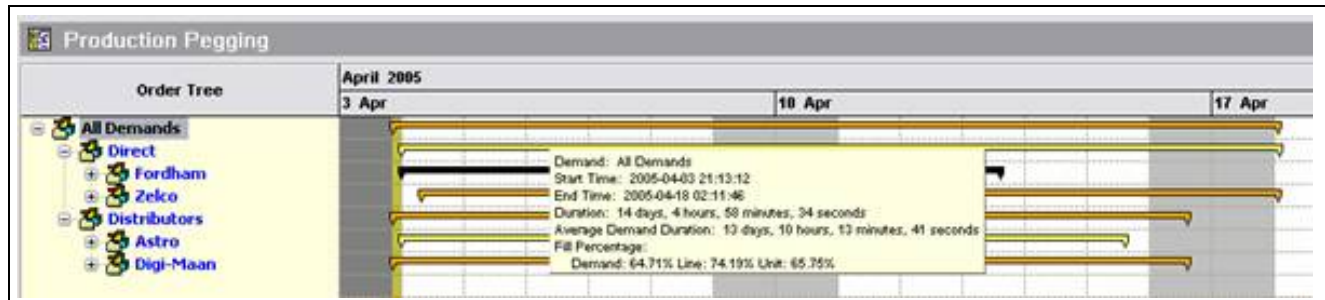 Production Pegging
Order Tree
April 2005
3 Apr 10 Apr 17 Apr
All Demands
Direct
Fordham
Zelco
Distributors
Astro
Digi-Maan
Demand: All Demands
Start Time: 2005-04-03 21:13:12
End Time: 2005-04-18 02:11:46
Duration: 14 days, 4 hours, 58 minutes, 34 seconds
Average Demand Duration: 13 days, 10 hours, 13 minutes, 41 seconds
Fill Percentage:
Demand: 64.71% Line: 74.19% Unit: 65.75%